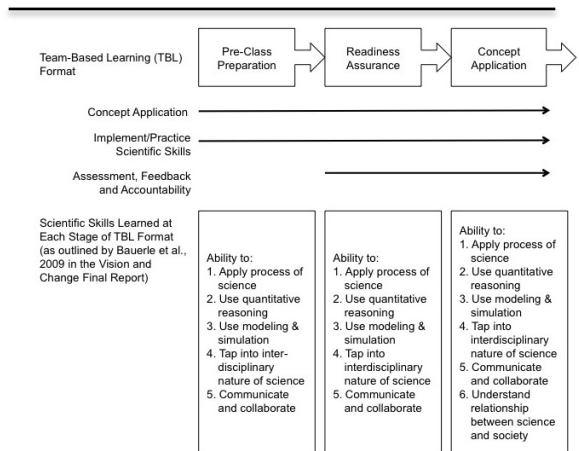 Team-Based Learning (TBL)
Format
Pre-Class
Preparation
Readiness
Assurance
Concept
Application
Concept Application
Implement/Practice
Scientific Skills
Assessment, Feedback
and Accountability
Scientific Skills Learned at
Each Stage of TBL Format
(as outlined by Bauerle et al.,
2009 in the Vision and
Change Final Report)
Ability to:
1. Apply process of
science
2. Use quantitative
reasoning
3. Use modeling &
simulation
4. Tap into inter-
disciplinary
nature of science
5. Communicate
and collaborate
Ability to:
1. Apply process of
science
2. Use quantitative
reasoning
3. Use modeling &
simulation
4. Tap into
interdisciplinary
nature of science
5. Communicate
and collaborate
Ability to:
1. Apply process of
science
2. Use quantitative
reasoning
3. Use modeling &
simulation
4. Tap into
interdisciplinary
nature of science
5. Communicate
and collaborate
6. Understand
relationship
between science
and society